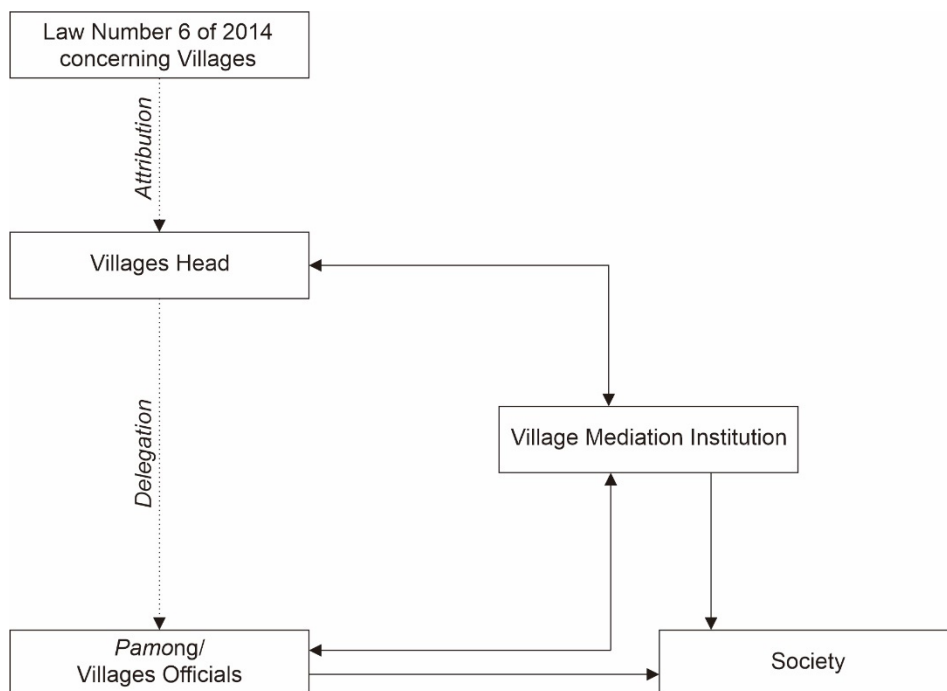 Law Number 6 of 2014
concerning Villages
Attribution
Villages Head
Village Mediation Institution
Delegation
Pamong/
Villages Officials
Society